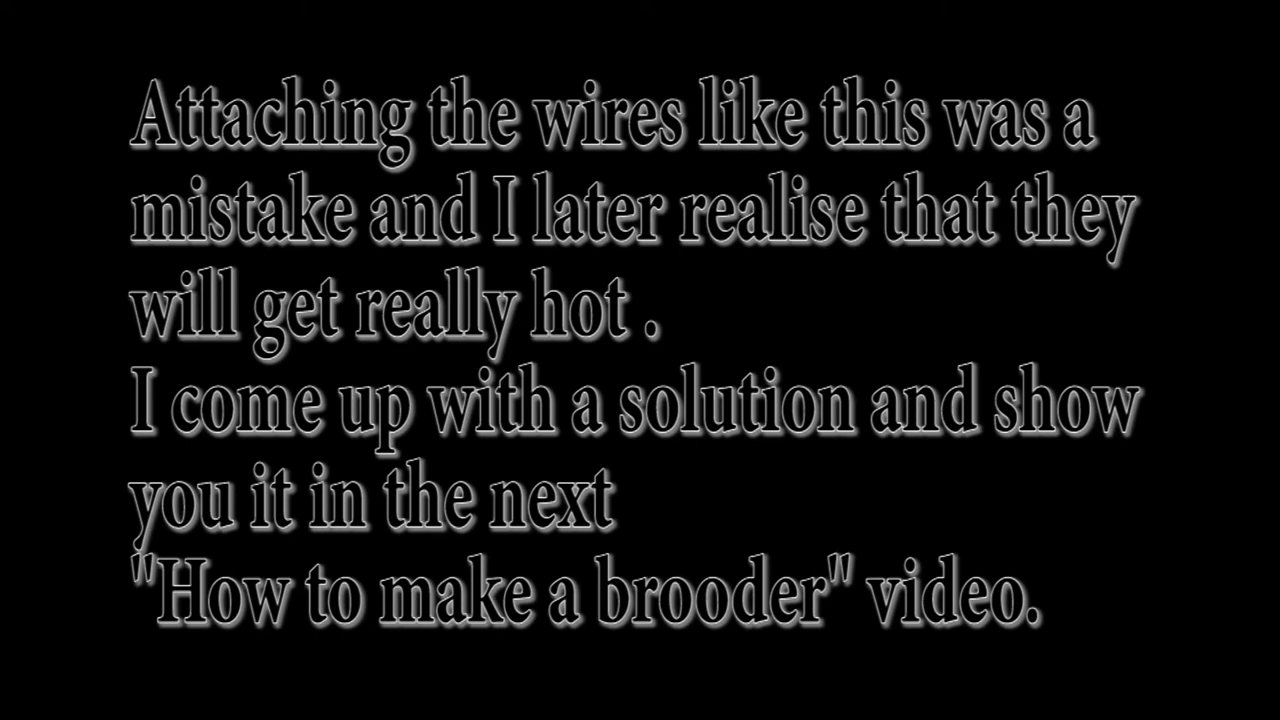 Attaching the wires like this was a
mistake and I later realise that they
will get really hot .
I come up with a solution and show
you it in the next
"How to make a brooder" video.